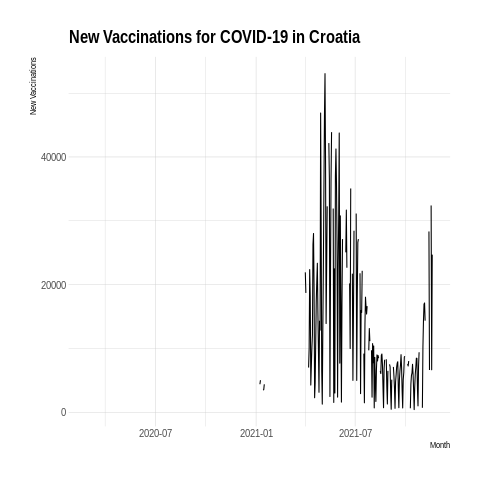 New Vaccinations for COVID-19 in Croatia
New Vaccinations
40000
20000
0
2020-07 2021-01 2021-07
Month